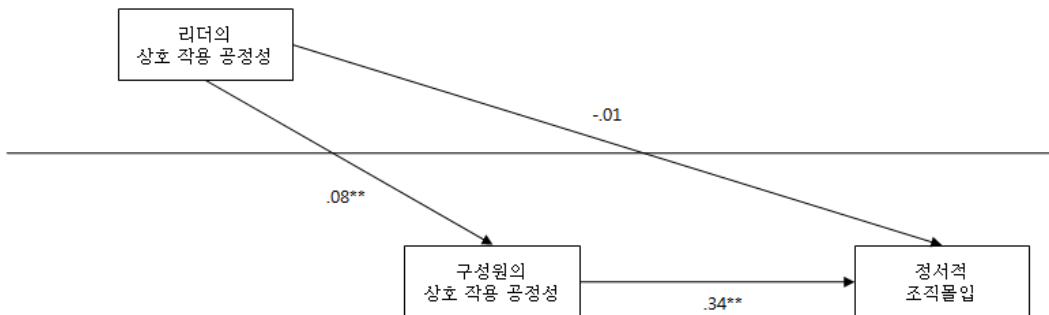 리더의
상호 작용 공정성
-.01
.08**
구성원의
상호 작용 공정성
.34**
정서적
조직몰입